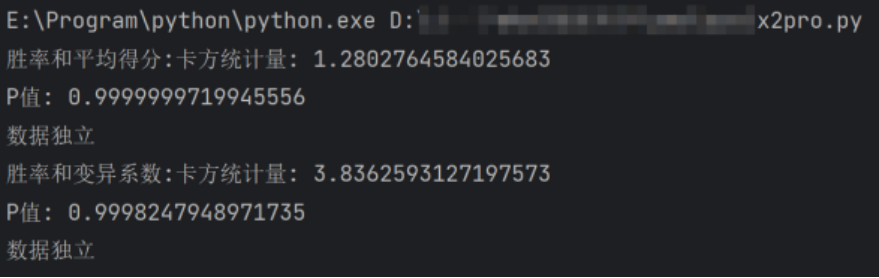 E:\Program\python\python.exe D:\ x2pro.py
胜率和平均得分:卡方统计量: 1.2802764584025683
P值: 0.9999999719945556
数据独立
胜率和变异系数:卡方统计量: 3.8362593127197573
P值: 0.9998247948971735
数据独立